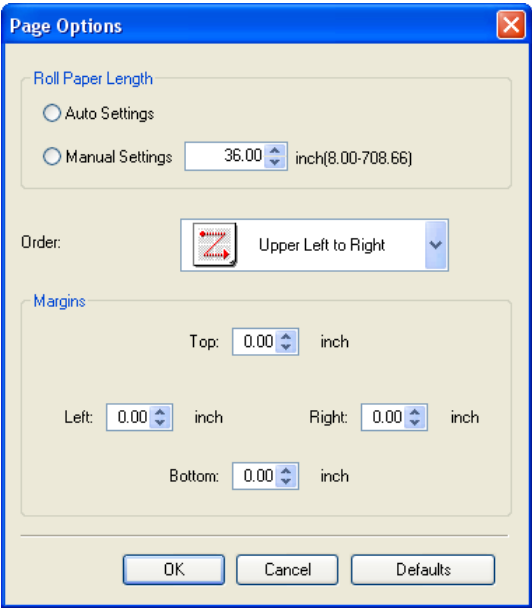 Page Options
Roll Paper Length
Auto Settings
Manual Settings 36.00 inch(8.00-708.66)
Order: Upper Left to Right
Margins
Top: 0.00 inch
Left: 0.00 inch Right: 0.00 inch
Bottom: 0.00 inch
OK Cancel Defaults